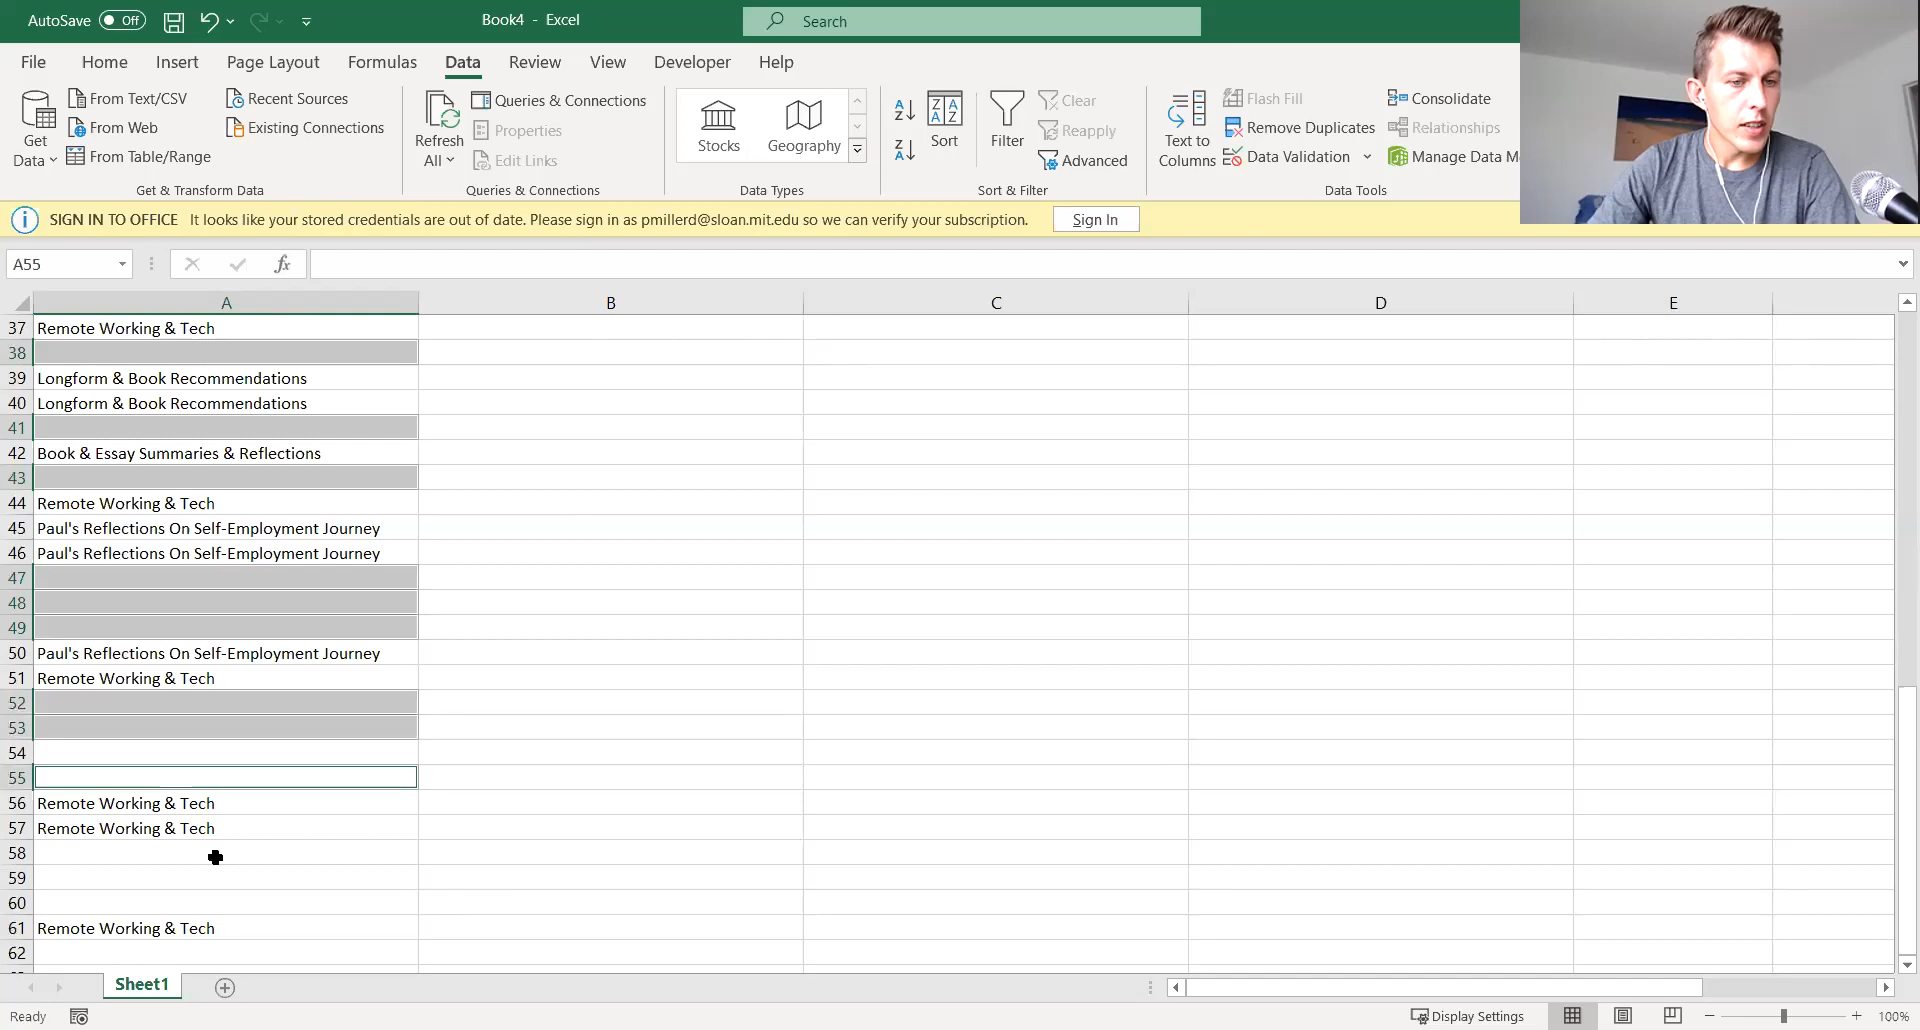 AutoSave Off Book4 - Excel Search
File Home Insert Page Layout Formulas Data Review View Developer Help
Get Data
From Text/CSV
From Web
From Table/Range
Recent Sources
Existing Connections
Get & Transform Data
Refresh All
Queries & Connections
Properties
Edit Links
Queries & Connections
Stocks
Geography
Data Types
A Z
Z A
Z A A Z
Sort
Filter
Clear
Reapply
Advanced
Sort & Filter
Text to Columns
Flash Fill
Remove Duplicates
Data Validation
Consolidate
Relationships
Manage Data M
Data Tools
SIGN IN TO OFFICE It looks like your stored credentials are out of date. Please sign in as pmillerd@sloan.mit.edu so we can verify your subscription. Sign In
A55 fx
A B C D E
37 Remote Working & Tech
38
39 Longform & Book Recommendations
40 Longform & Book Recommendations
41
42 Book & Essay Summaries & Reflections
43
44 Remote Working & Tech
45 Paul's Reflections On Self-Employment Journey
46 Paul's Reflections On Self-Employment Journey
47
48
49
50 Paul's Reflections On Self-Employment Journey
51 Remote Working & Tech
52
53
54
55
56 Remote Working & Tech
57 Remote Working & Tech
58
59
60
61 Remote Working & Tech
62
Sheet1
Ready Display Settings 100%